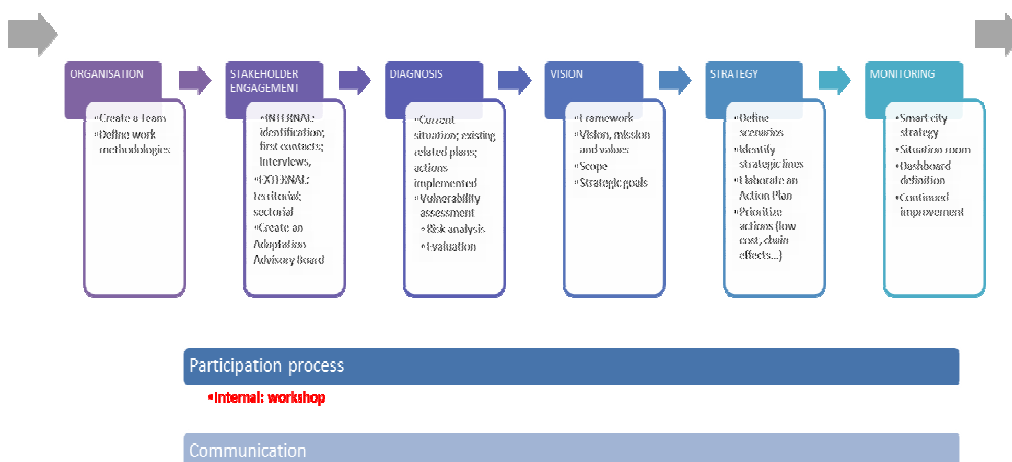 ORGANISATION
•Create a Team
•Define work
methodologies
STAKEHOLDER
ENGAGEMENT
•INTERNAL:
identification;
first contacts;
interviews,
•EXTERNAL:
territorial;
sectorial
•Create an
Adaptation
Advisory Board
DIAGNOSIS
•Current
situation; existing
related plans;
actions
implemented
•Vulnerability
assessment
•Risk analysis
•Evaluation
VISION
•Framework
•Vision, mission
and values
•Scope
•Strategic goals
STRATEGY
•Define
scenarios
•Identify
strategic lines
•Elaborate an
Action Plan
•Prioritize
actions (low
cost, chain
effects...)
MONITORING
•Smart city
strategy
•Situation room
•Dashboard
definition
•Continued
improvement
Participation process
•Internal: workshop
Communication